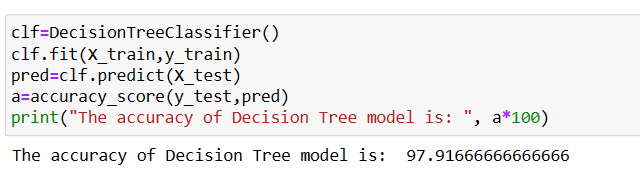 clf=DecisionTreeClassifier()
clf.fit(X_train,y_train)
pred=clf.predict(X_test)
a=accuracy_score(y_test,pred)
print("The accuracy of Decision Tree model is: ", a*100)
The accuracy of Decision Tree model is:  97.91666666666666